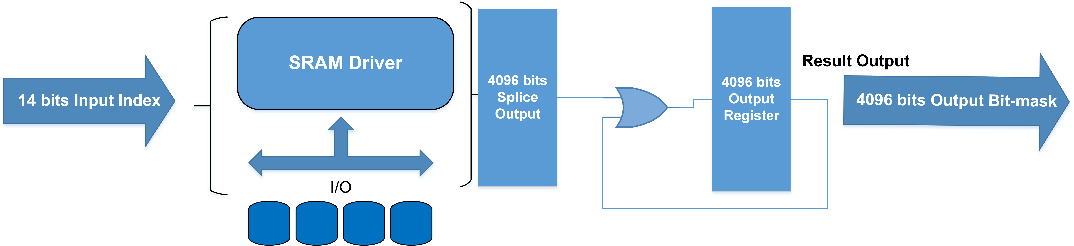 14 bits Input Index
SRAM Driver
I/O
4096 bits
Splice
Output
4096 bits
Output
Register
Result Output
4096 bits Output Bit-mask